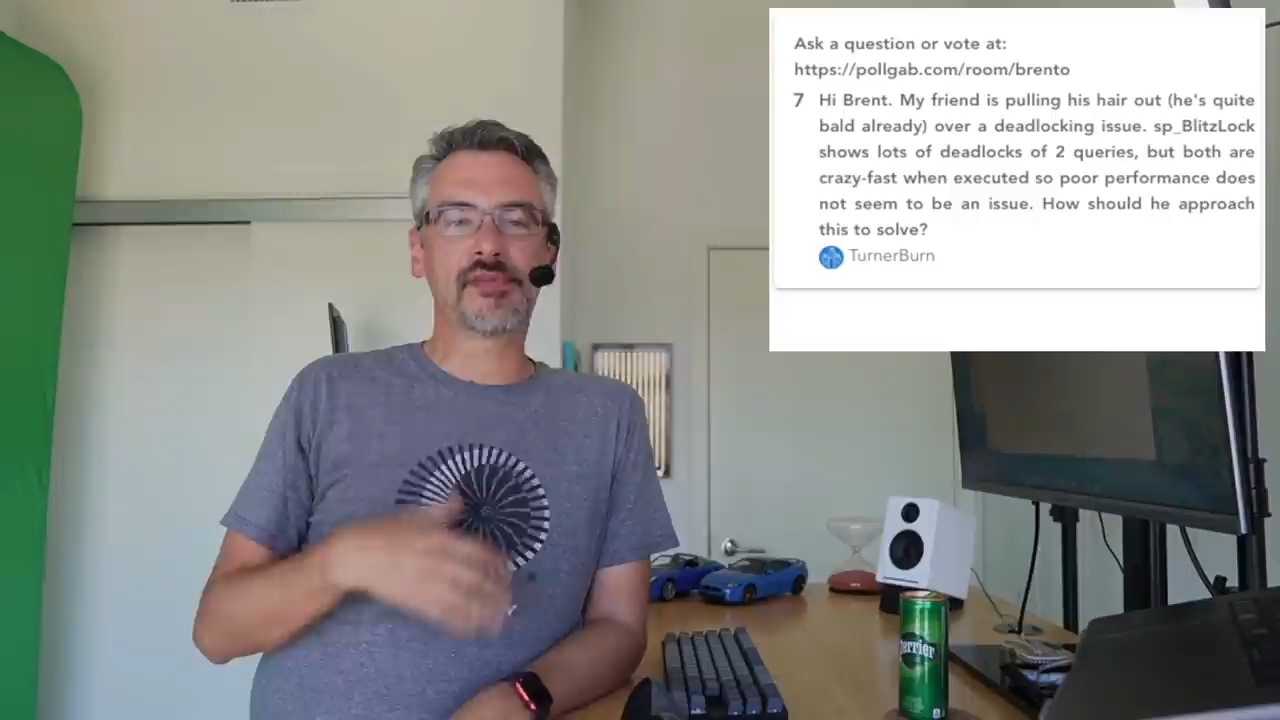 Ask a question or vote at:
https://pollgab.com/room/brento
7 Hi Brent. My friend is pulling his hair out (he's quite
bald already) over a deadlocking issue. sp_BlitzLock
shows lots of deadlocks of 2 queries, but both are
crazy-fast when executed so poor performance does
not seem to be an issue. How should he approach
this to solve?
TurnerBurn
Perrier